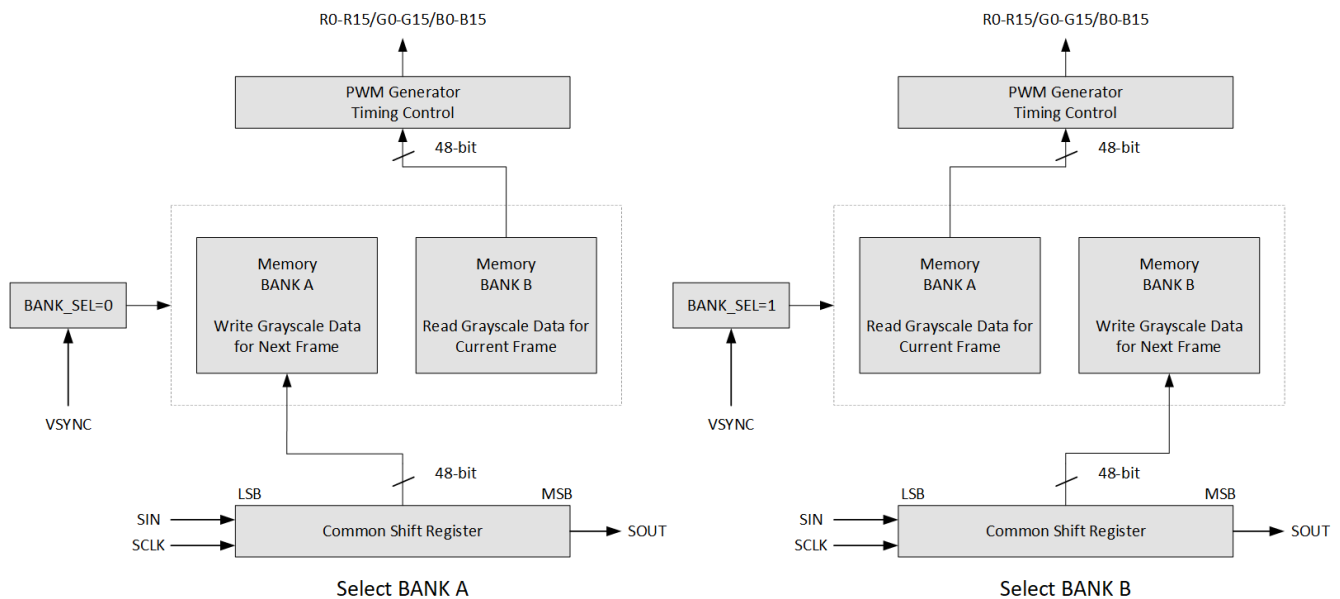 R0-R15/G0-G15/B0-B15
PWM Generator
Timing Control
48-bit
Memory
BANK A
Write Grayscale Data
for Next Frame
Memory
BANK B
Read Grayscale Data for
Current Frame
BANK_SEL=0
VSYNC
48-bit
LSB
MSB
SIN
SCLK
Common Shift Register
SOUT
Select BANK A
R0-R15/G0-G15/B0-B15
PWM Generator
Timing Control
48-bit
Memory
BANK A
Read Grayscale Data for
Current Frame
Memory
BANK B
Write Grayscale Data
for Next Frame
BANK_SEL=1
VSYNC
48-bit
LSB
MSB
SIN
SCLK
Common Shift Register
SOUT
Select BANK B